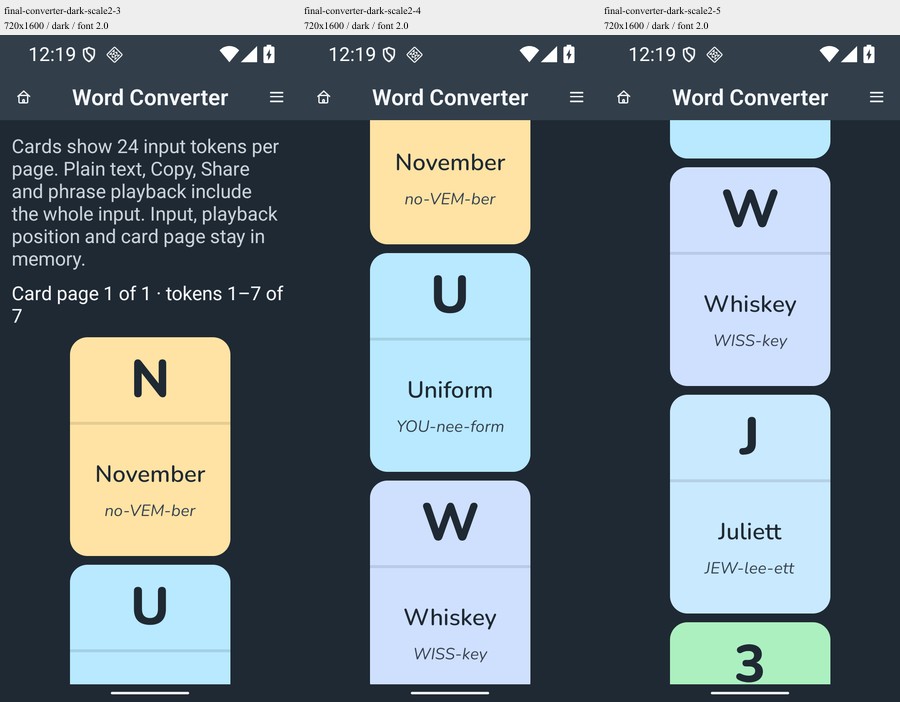 final-converter-dark-scale2-3
720x1600 / dark / font 2.0
12:19
Word Converter
Cards show 24 input tokens per
page. Plain text, Copy, Share
and phrase playback include
the whole input. Input, playback
position and card page stay in
memory.
Card page 1 of 1 · tokens 1–7 of
7
N
November
no-VEM-ber
U
final-converter-dark-scale2-4
720x1600 / dark / font 2.0
12:19
Word Converter
November
no-VEM-ber
U
Uniform
YOU-nee-form
W
Whiskey
WISS-key
final-converter-dark-scale2-5
720x1600 / dark / font 2.0
12:19
Word Converter
W
Whiskey
WISS-key
J
Juliett
JEW-lee-ett
3